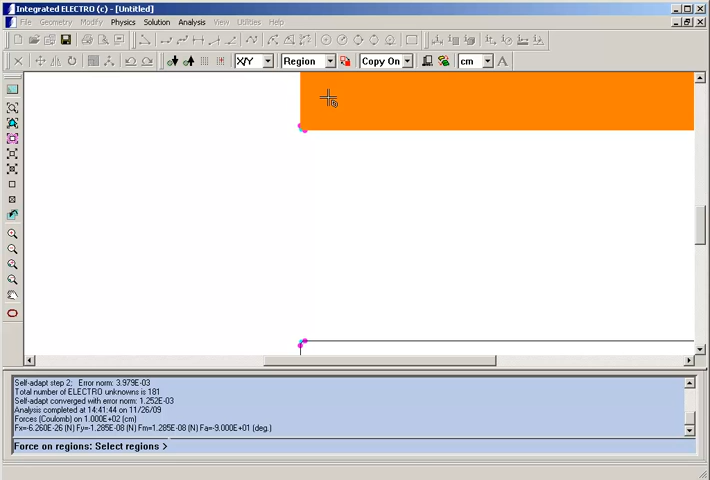 Integrated ELECTRO (c) - [Untitled]
File Geometry Modify Physics Solution Analysis View Utilities Help
X/Y Region Copy On cm
Self-adapt step 2; Error norm: 3.979E-03
Total number of ELECTRO unknowns is 181
Self-adapt converged with error norm: 1.252E-03
Analysis completed at 14:41:44 on 11/26/09
Forces (Coulomb) on 1.000E+02 (cm)
Fx=-6.260E-26 (N) Fy=-1.285E-08 (N) Fm=1.285E-08 (N) Fa=-9.000E+01 (deg.)
Force on regions: Select regions >